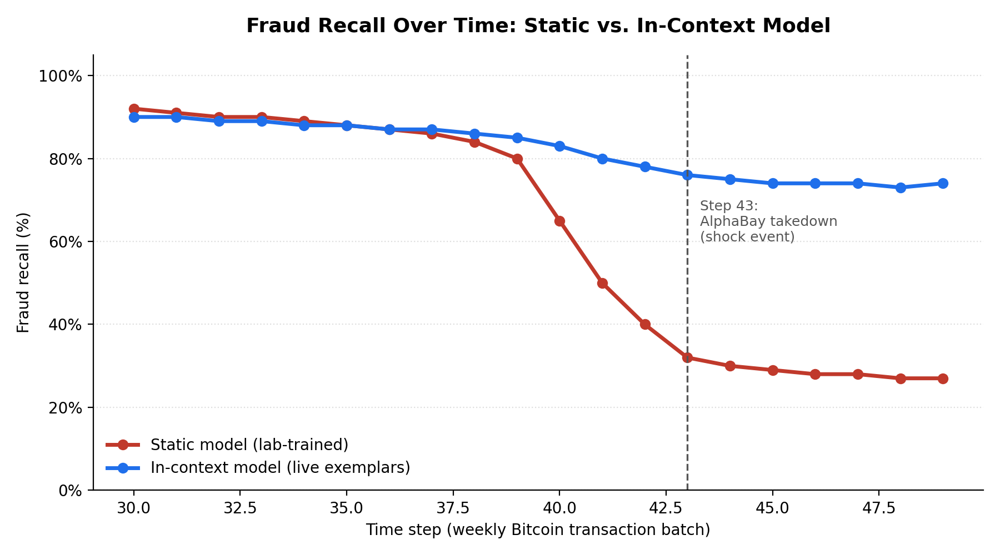 Fraud Recall Over Time: Static vs. In-Context Model
100%
80%
60%
40%
20%
0%
Fraud recall (%)
Step 43:
AlphaBay takedown
(shock event)
Static model (lab-trained)
In-context model (live exemplars)
30.0 32.5 35.0 37.5 40.0 42.5 45.0 47.5
Time step (weekly Bitcoin transaction batch)